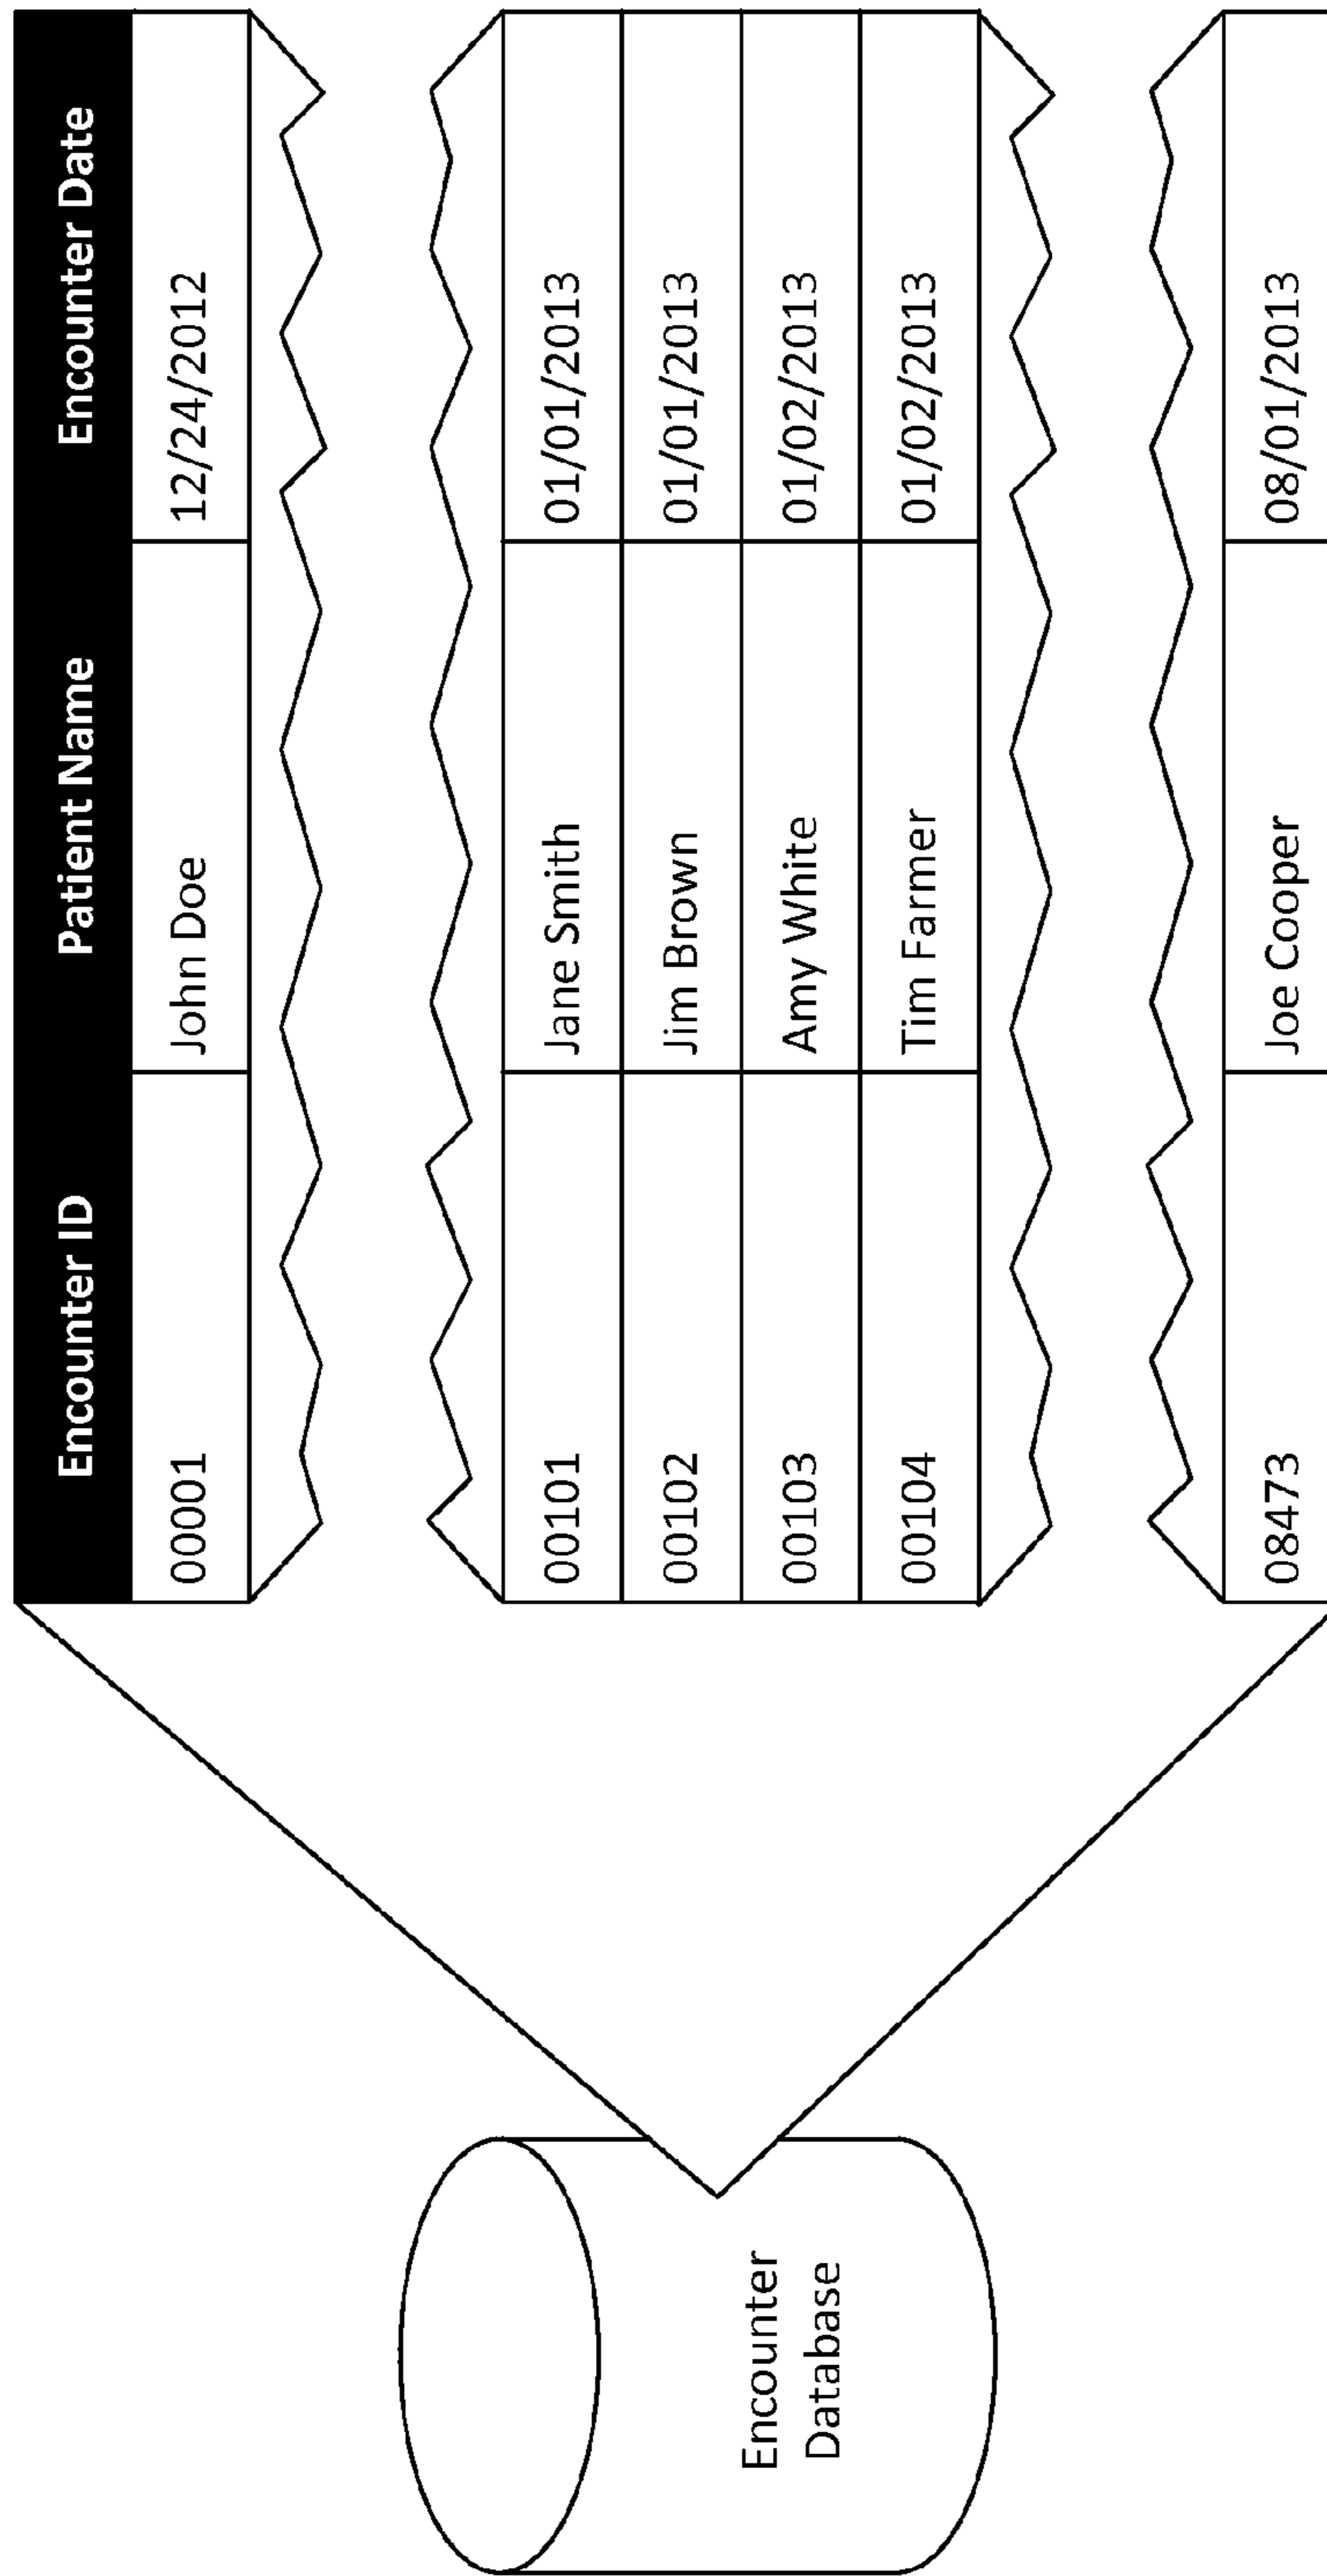 Encounter ID Patient Name Encounter Date
00001 John Doe 12/24/2012
00101 Jane Smith 01/01/2013
00102 Jim Brown 01/01/2013
00103 Amy White 01/02/2013
00104 Tim Farmer 01/02/2013
08473 Joe Cooper 08/01/2013
Encounter
Database